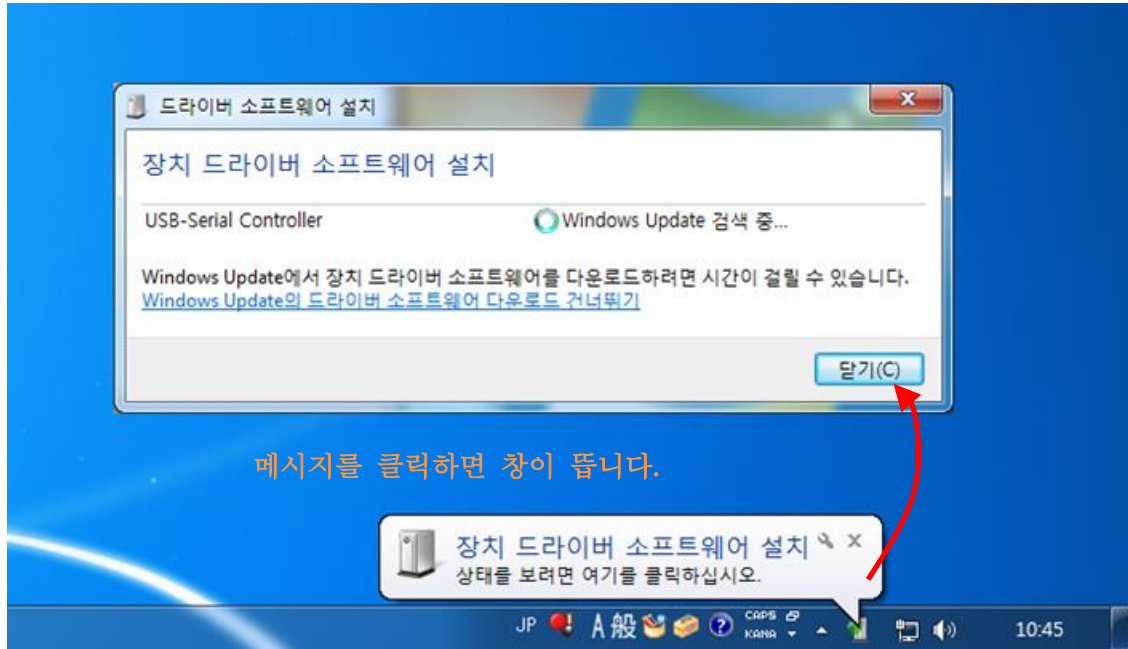 드라이버 소프트웨어 설치
장치 드라이버 소프트웨어 설치
USB-Serial Controller
Windows Update 검색 중...
Windows Update에서 장치 드라이버 소프트웨어를 다운로드하려면 시간이 걸릴 수 있습니다.
Windows Update의 드라이버 소프트웨어 다운로드 건너뛰기
닫기(C)
메시지를 클릭하면 창이 뜹니다.
장치 드라이버 소프트웨어 설치
상태를 보려면 여기를 클릭하십시오.
JP A 般 CAPS KANA 10:45